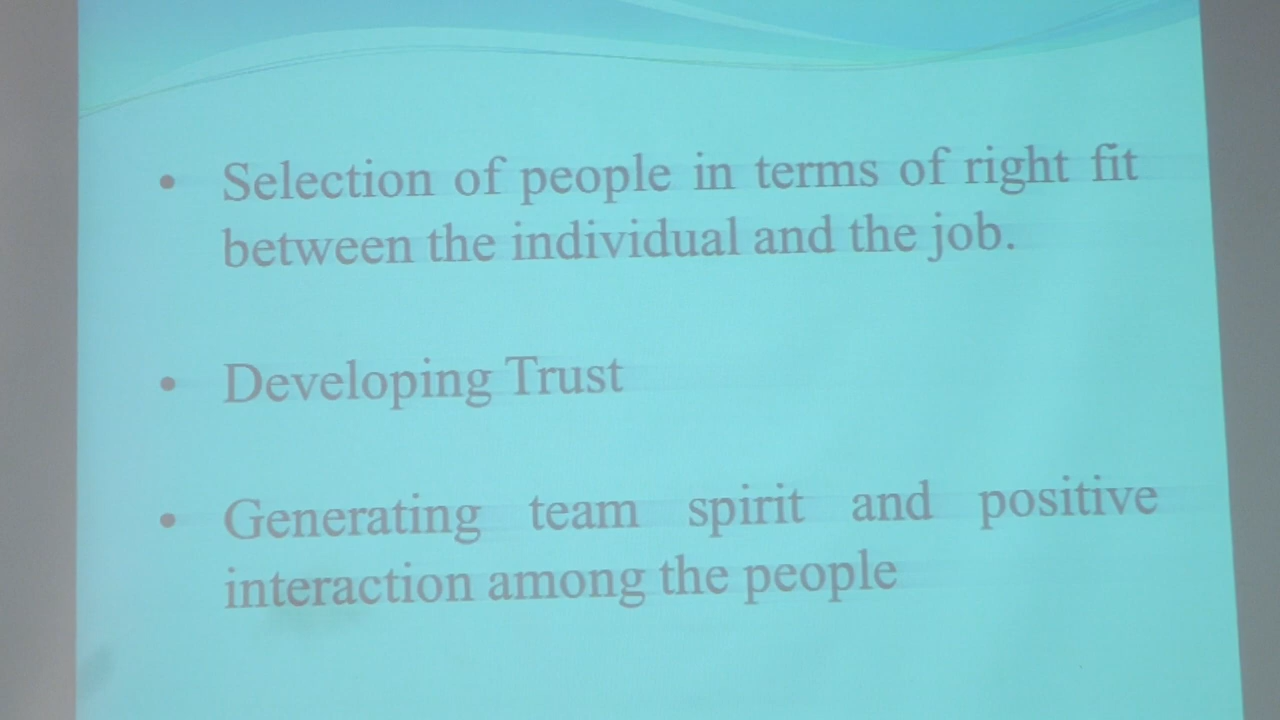 • Selection of people in terms of right fit
between the individual and the job.
• Developing Trust
• Generating team spirit and positive
interaction among the people